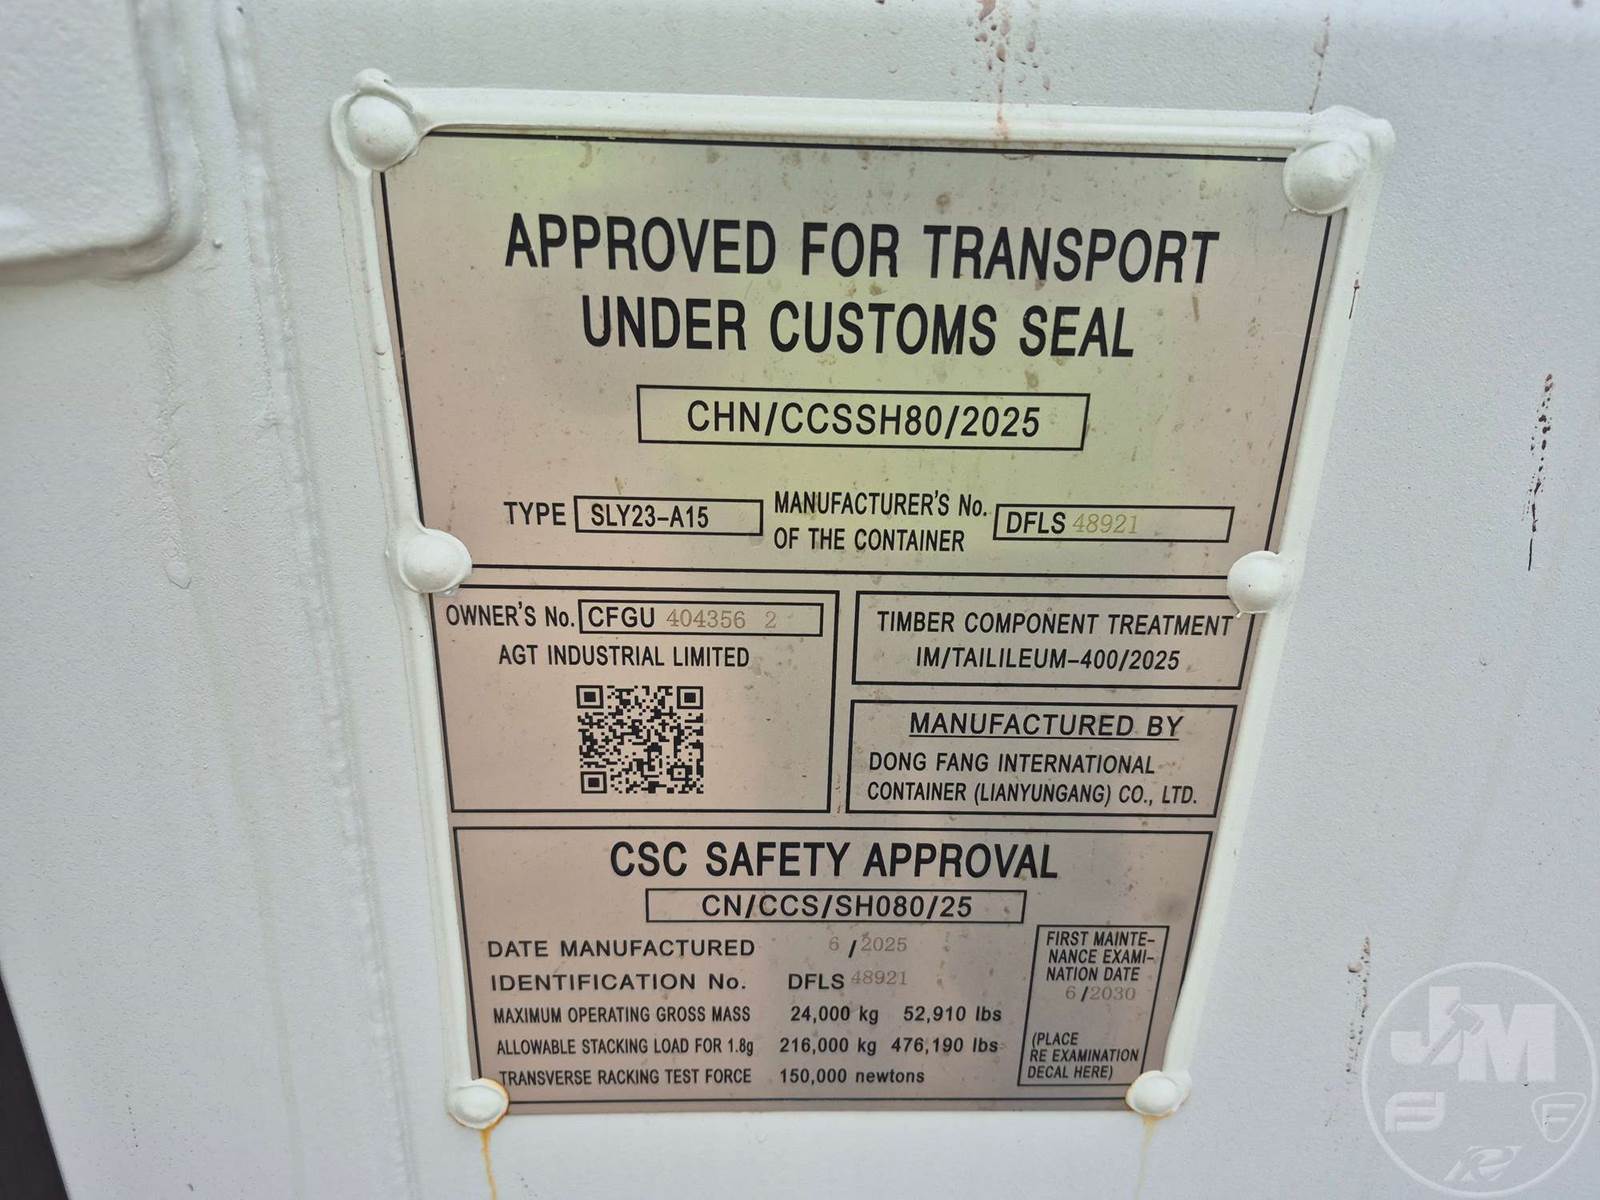 APPROVED FOR TRANSPORT
UNDER CUSTOMS SEAL
CHN/CCSSH80/2025
TYPE SLY23-A15
MANUFACTURER'S No.
OF THE CONTAINER
DFLS 48921
OWNER'S No. CFGU 404356 2
AGT INDUSTRIAL LIMITED
TIMBER COMPONENT TREATMENT
IM/TAILILEUM-400/2025
MANUFACTURED BY
DONG FANG INTERNATIONAL
CONTAINER (LIANYUNGANG) CO., LTD.
CSC SAFETY APPROVAL
CN/CCS/SH080/25
DATE MANUFACTURED 6 / 2025
IDENTIFICATION No. DFLS 48921
MAXIMUM OPERATING GROSS MASS 24,000 kg 52,910 lbs
ALLOWABLE STACKING LOAD FOR 1.8g 216,000 kg 476,190 lbs
TRANSVERSE RACKING TEST FORCE 150,000 newtons
FIRST MAINTE-
NANCE EXAMI-
NATION DATE
6 / 2030
(PLACE
RE EXAMINATION
DECAL HERE)
JM